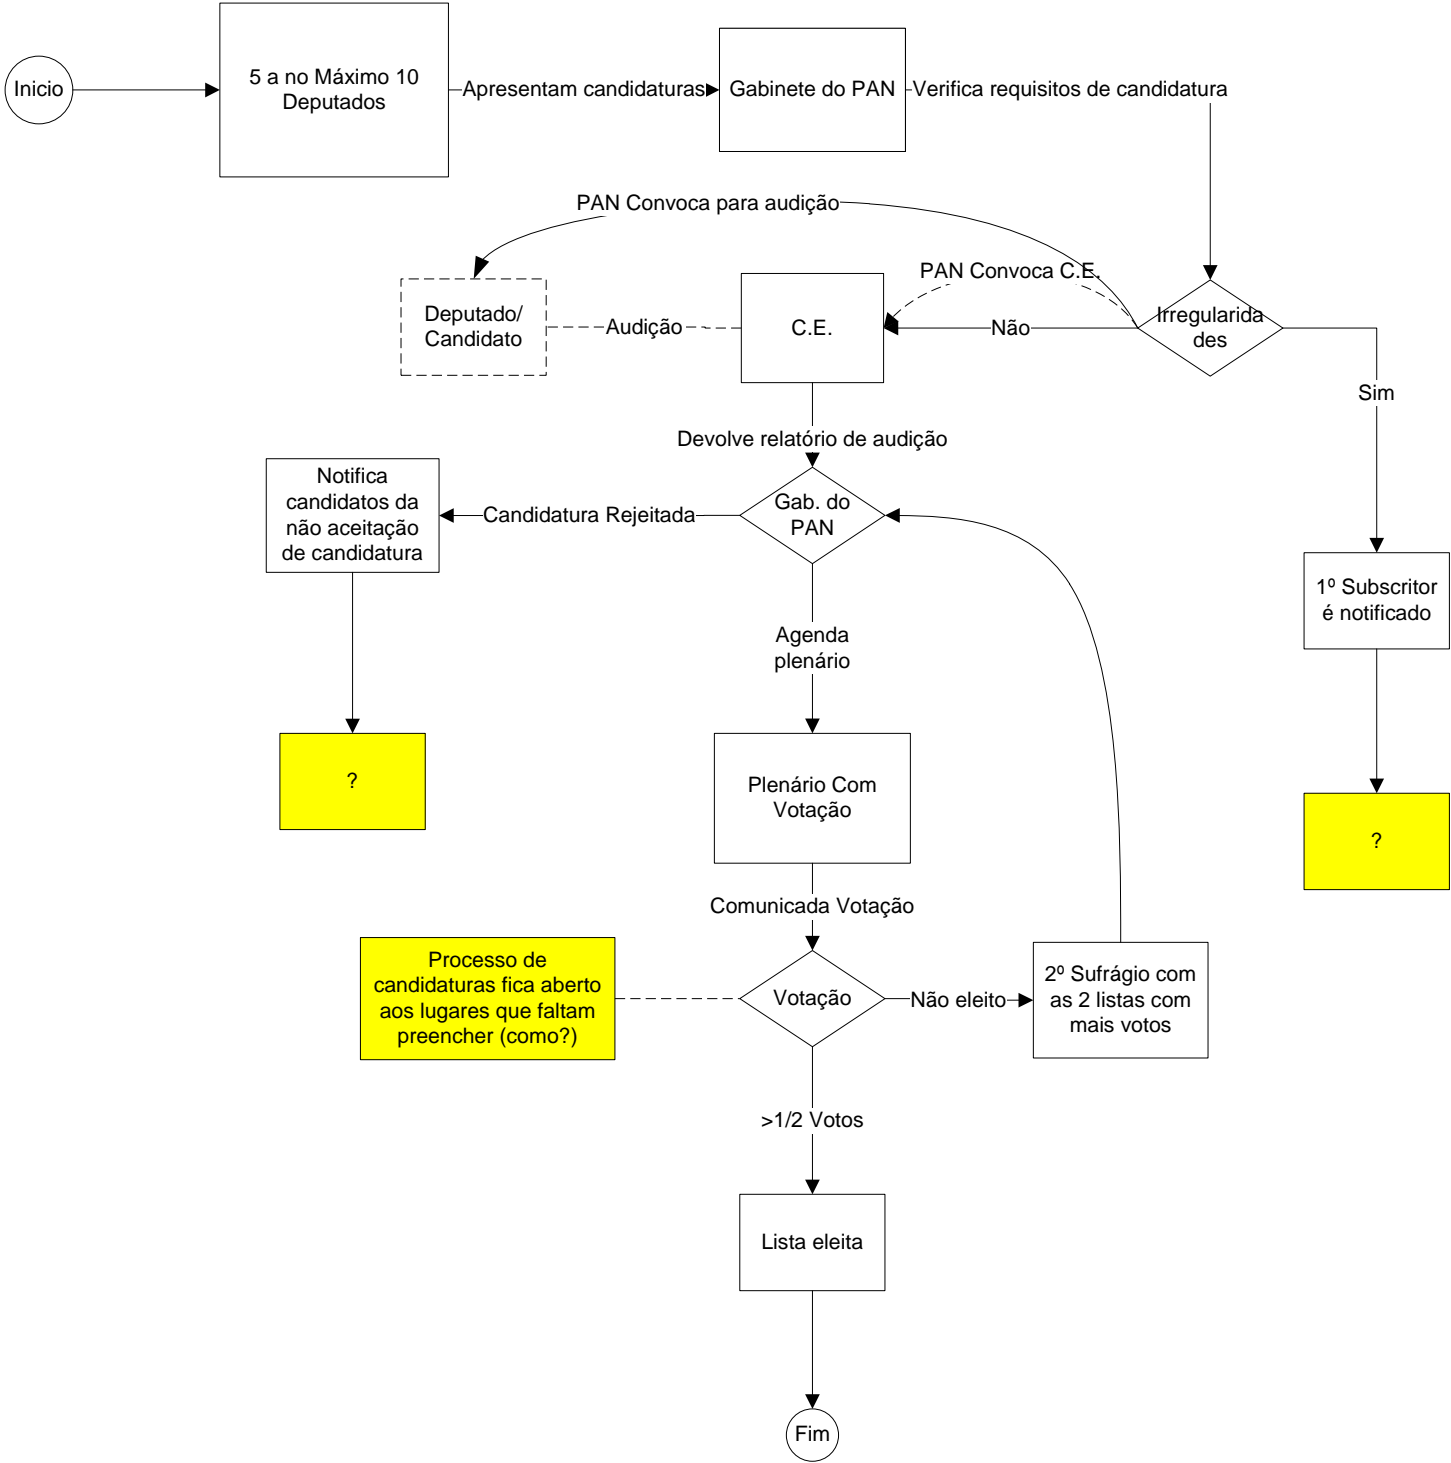 Inicio
5 a no Máximo 10
Deputados
Apresentam candidaturas
Gabinete do PAN
Verifica requisitos de candidatura
PAN Convoca para audição
PAN Convoca C.E.
Deputado/
Candidato
Audição
C.E.
Não
Irregularida
des
Sim
Devolve relatório de audição
Notifica
candidatos da
não aceitação
de candidatura
Candidatura Rejeitada
Gab. do
PAN
1º Subscritor
é notificado
Agenda
plenário
?
Plenário Com
Votação
?
Comunicada Votação
Processo de
candidaturas fica aberto
aos lugares que faltam
preencher (como?)
Votação
Não eleito
2º Sufrágio com
as 2 listas com
mais votos
>1/2 Votos
Lista eleita
Fim